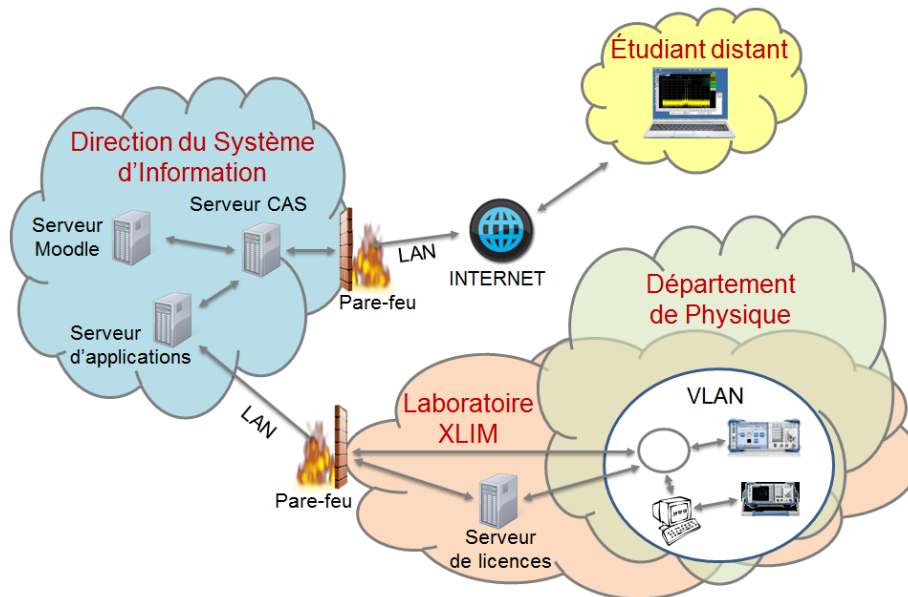 Étudiant distant
Direction du Système
d’Information
Serveur CAS
Serveur
Moodle
LAN
INTERNET
Pare-feu
Serveur
d’applications
Département
de Physique
LAN
Laboratoire
XLIM
VLAN
Pare-feu
Serveur
de licences